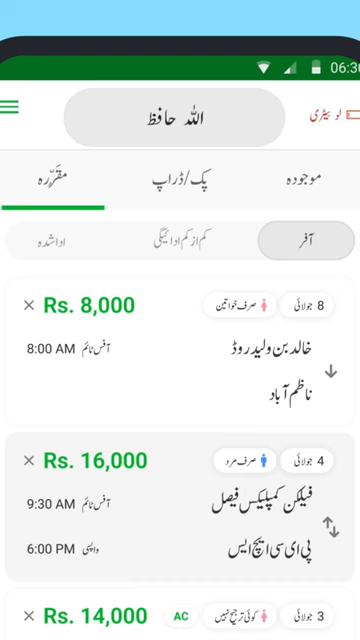 06:30
اللہ حافظ
لو بیٹری
موجودہ پک/ڈراپ مقرّرہ
آفر کم از کم ادائیگی اداشدہ
× Rs. 8,000 صرف خواتین 8 جولائی
خالد بن ولید روڈ
8:00 AM آفس ٹائم
ناظم آباد
× Rs. 16,000 صرف مرد 4 جولائی
فیلکن کمپلیکس فیصل
9:30 AM آفس ٹائم
پی ای سی ایچ ایس
6:00 PM واپسی
× Rs. 14,000 AC کوئی ترجیح نہیں 3 جولائی